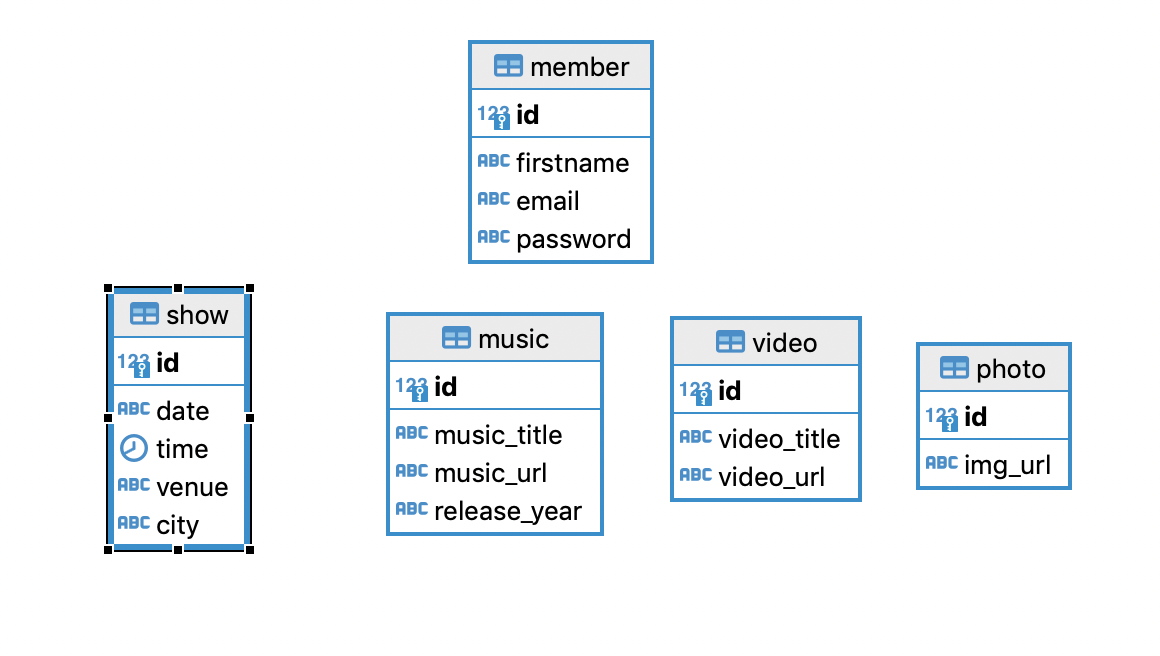 member
123 id
ABC firstname
ABC email
ABC password
show
123 id
ABC date
time
ABC venue
ABC city
music
123 id
ABC music_title
ABC music_url
ABC release_year
video
123 id
ABC video_title
ABC video_url
photo
123 id
ABC img_url